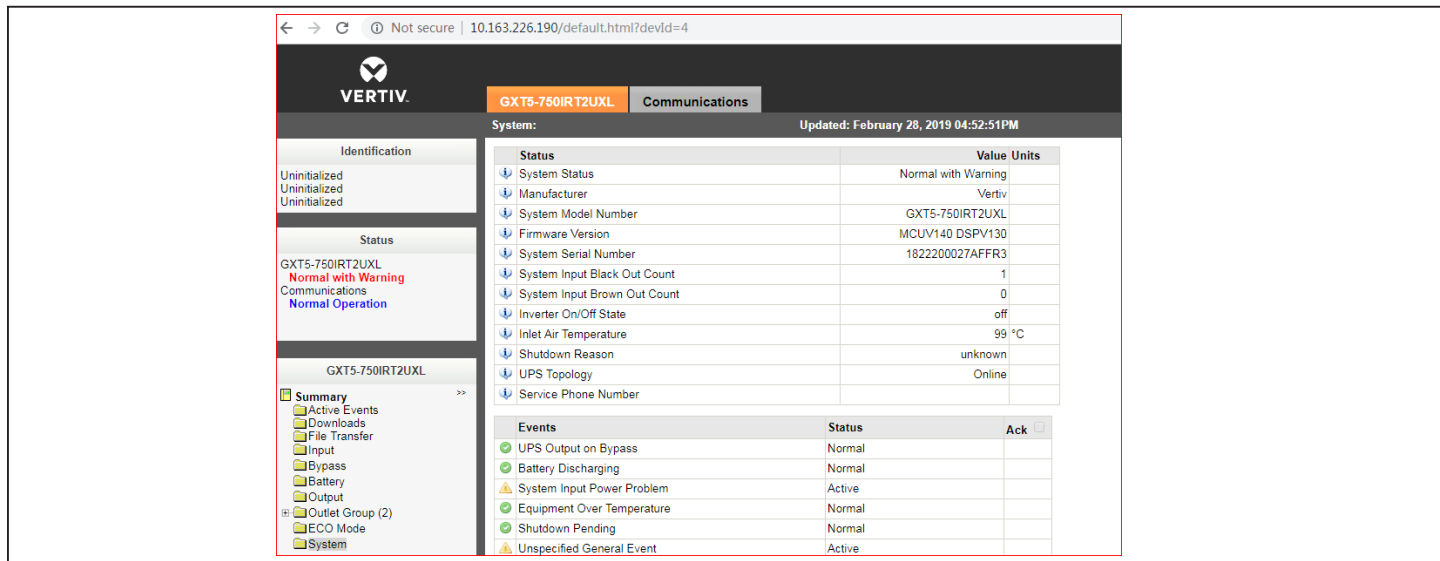 Not secure | 10.163.226.190/default.html?devId=4
VERTIV.
GXT5-750IRT2UXL Communications
System: Updated: February 28, 2019 04:52:51PM
Identification
Uninitialized
Uninitialized
Uninitialized
Status
GXT5-750IRT2UXL
Normal with Warning
Communications
Normal Operation
GXT5-750IRT2UXL
Summary >>
Active Events
Downloads
File Transfer
Input
Bypass
Battery
Output
Outlet Group (2)
ECO Mode
System
Status Value Units
System Status Normal with Warning
Manufacturer Vertiv
System Model Number GXT5-750IRT2UXL
Firmware Version MCUV140 DSPV130
System Serial Number 1822200027AFFR3
System Input Black Out Count 1
System Input Brown Out Count 0
Inverter On/Off State off
Inlet Air Temperature 99 °C
Shutdown Reason unknown
UPS Topology Online
Service Phone Number
Events Status Ack
UPS Output on Bypass Normal
Battery Discharging Normal
System Input Power Problem Active
Equipment Over Temperature Normal
Shutdown Pending Normal
Unspecified General Event Active